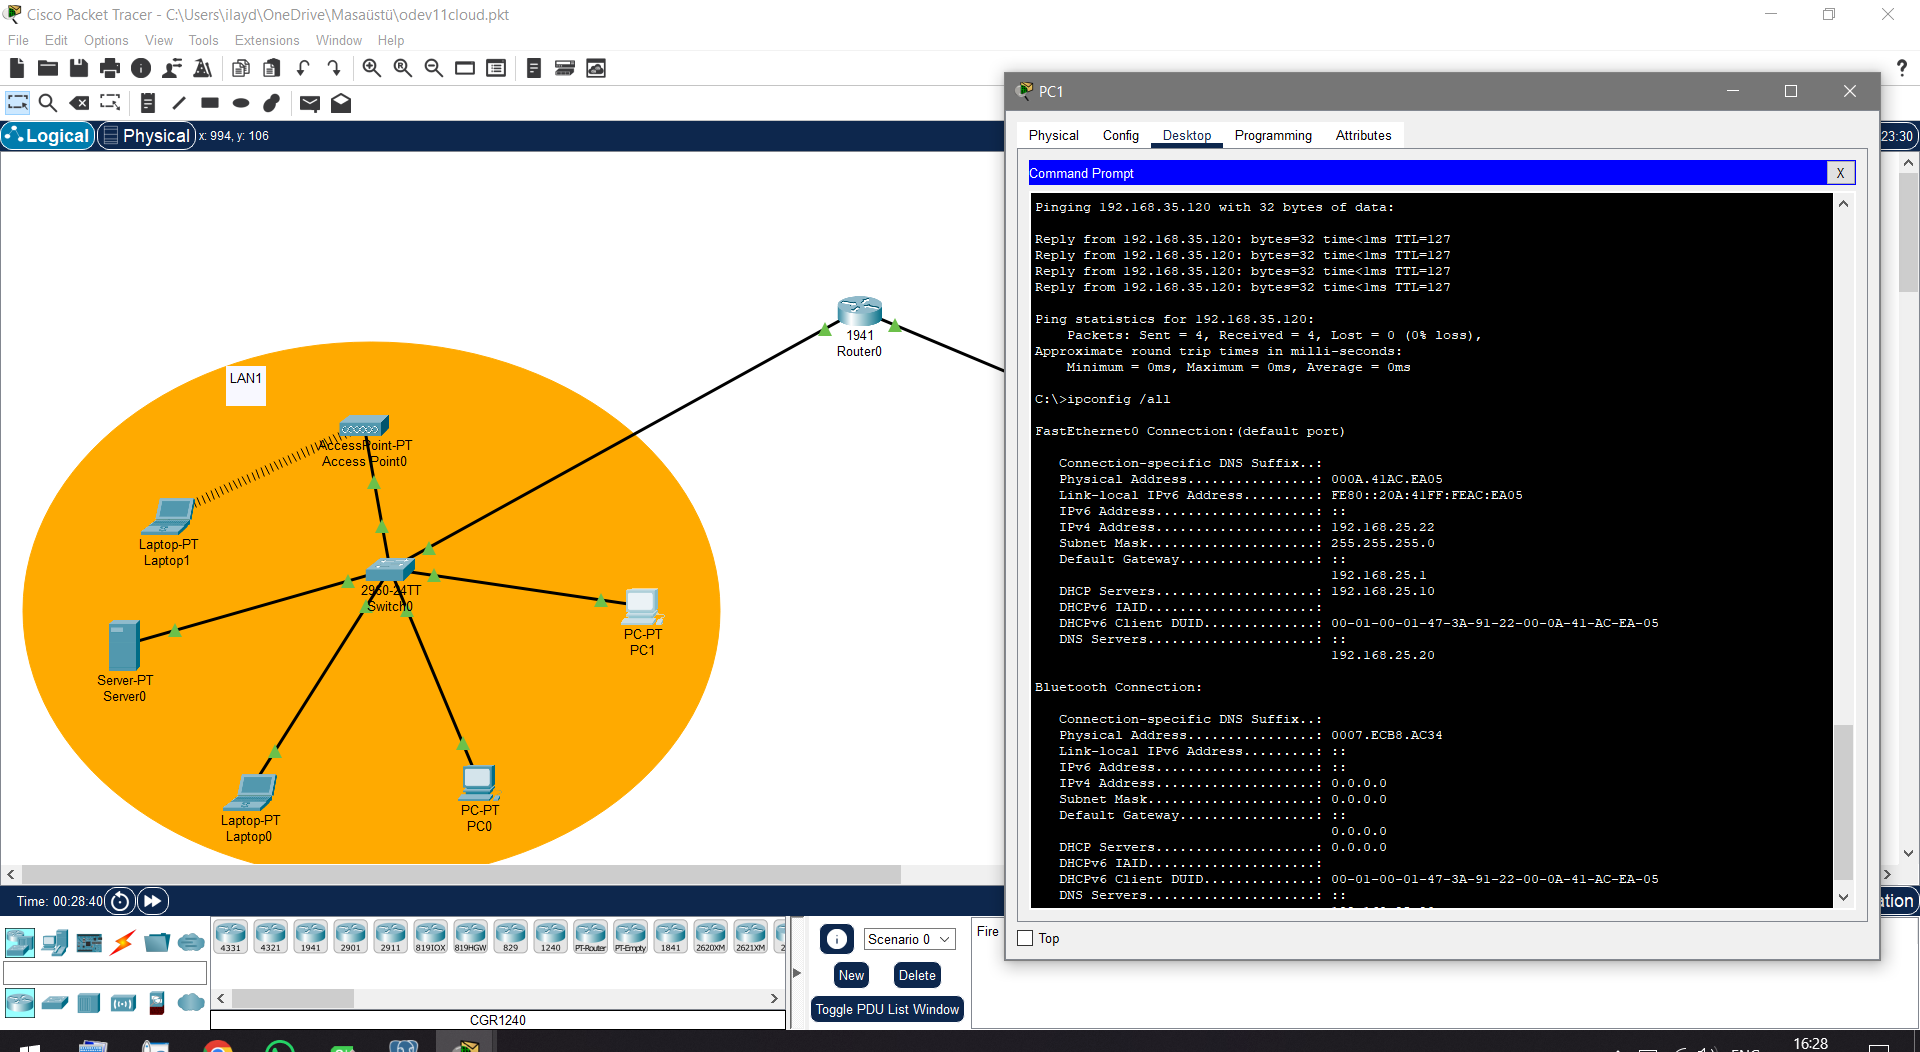 Cisco Packet Tracer - C:\Users\ilayd\OneDrive\Masaüstü\odev11cloud.pkt
File Edit Options View Tools Extensions Window Help
?
Logical Physical x: 994, y: 106
23:30
LAN1
AccessPoint-PT
Access Point0
Laptop-PT
Laptop1
2960-24TT
Switch0
Server-PT
Server0
PC-PT
PC1
Laptop-PT
Laptop0
PC-PT
PC0
1941
Router0
PC1
Physical Config Desktop Programming Attributes
Command Prompt X
Pinging 192.168.35.120 with 32 bytes of data:
Reply from 192.168.35.120: bytes=32 time<1ms TTL=127
Reply from 192.168.35.120: bytes=32 time<1ms TTL=127
Reply from 192.168.35.120: bytes=32 time<1ms TTL=127
Reply from 192.168.35.120: bytes=32 time<1ms TTL=127
Ping statistics for 192.168.35.120:
Packets: Sent = 4, Received = 4, Lost = 0 (0% loss),
Approximate round trip times in milli-seconds:
Minimum = 0ms, Maximum = 0ms, Average = 0ms
C:\>ipconfig /all
FastEthernet0 Connection:(default port)
Connection-specific DNS Suffix..:
Physical Address................: 000A.41AC.EA05
Link-local IPv6 Address.........: FE80::20A:41FF:FEAC:EA05
IPv6 Address....................: ::
IPv4 Address....................: 192.168.25.22
Subnet Mask.....................: 255.255.255.0
Default Gateway.................: ::
192.168.25.1
DHCP Servers....................: 192.168.25.10
DHCPv6 IAID.....................:
DHCPv6 Client DUID..............: 00-01-00-01-47-3A-91-22-00-0A-41-AC-EA-05
DNS Servers.....................: ::
192.168.25.20
Bluetooth Connection:
Connection-specific DNS Suffix..:
Physical Address................: 0007.ECB8.AC34
Link-local IPv6 Address.........: ::
IPv6 Address....................: ::
IPv4 Address....................: 0.0.0.0
Subnet Mask.....................: 0.0.0.0
Default Gateway.................: ::
0.0.0.0
DHCP Servers....................: 0.0.0.0
DHCPv6 IAID.....................:
DHCPv6 Client DUID..............: 00-01-00-01-47-3A-91-22-00-0A-41-AC-EA-05
DNS Servers.....................: ::
Top
Time: 00:28:40
ation
4331 4321 1941 2901 2911 819IOX 819HGW 829 1240 PT-Router PT-Empty 1841 2620XM 2621XM 2
CGR1240
Scenario 0
New Delete
Toggle PDU List Window
Fire
16:28
ENG